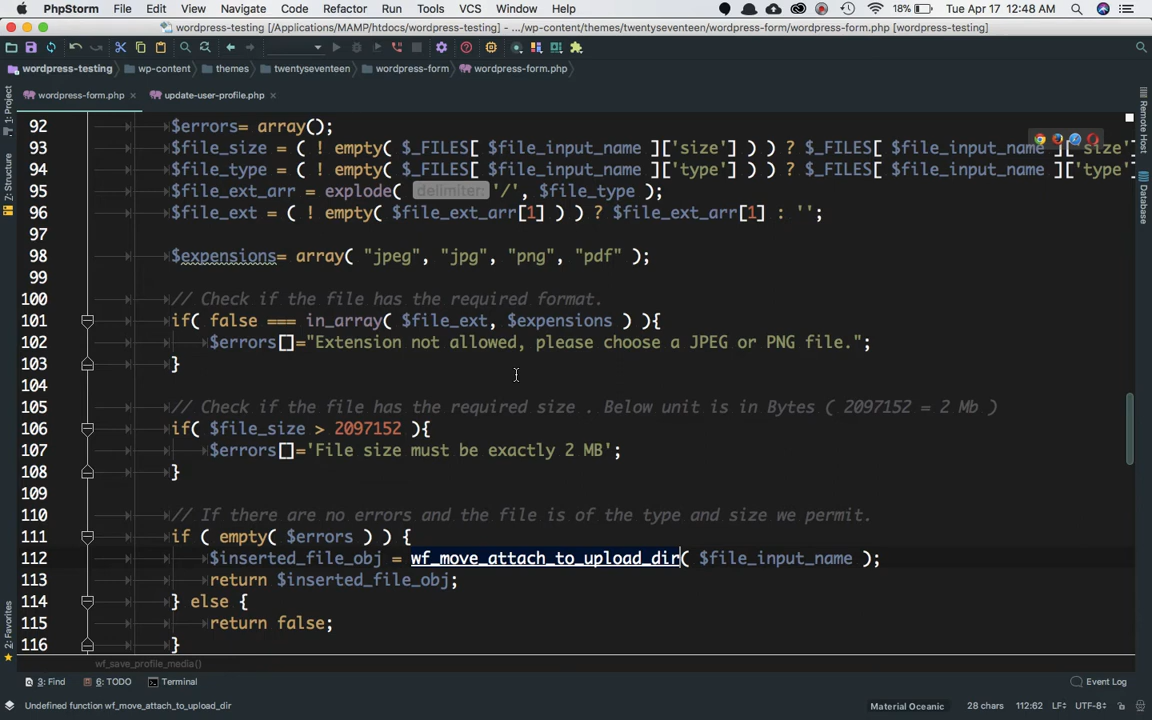 PhpStorm File Edit View Navigate Code Refactor Run Tools VCS Window Help 18% Tue Apr 17 12:48 AM
wordpress-testing [/Applications/MAMP/htdocs/wordpress-testing] - .../wp-content/themes/twentyseventeen/wordpress-form/wordpress-form.php [wordpress-testing]
wordpress-testing wp-content themes twentyseventeen wordpress-form wordpress-form.php
wordpress-form.php × update-user-profile.php ×
1: Project
7: Structure
2: Favorites
Remote Host
Database
92 $errors= array();
93 $file_size = ( ! empty( $_FILES[ $file_input_name ]['size'] ) ) ? $_FILES[ $file_input_name ]['size']
94 $file_type = ( ! empty( $_FILES[ $file_input_name ]['type'] ) ) ? $_FILES[ $file_input_name ]['type']
95 $file_ext_arr = explode( delimiter: '/', $file_type );
96 $file_ext = ( ! empty( $file_ext_arr[1] ) ) ? $file_ext_arr[1] : '';
97
98 $expensions= array( "jpeg", "jpg", "png", "pdf" );
99
100 // Check if the file has the required format.
101 if( false === in_array( $file_ext, $expensions ) ){
102 $errors[]="Extension not allowed, please choose a JPEG or PNG file.";
103 }
104
105 // Check if the file has the required size . Below unit is in Bytes ( 2097152 = 2 Mb )
106 if( $file_size > 2097152 ){
107 $errors[]='File size must be exactly 2 MB';
108 }
109
110 // If there are no errors and the file is of the type and size we permit.
111 if ( empty( $errors ) ) {
112 $inserted_file_obj = wf_move_attach_to_upload_dir( $file_input_name );
113 return $inserted_file_obj;
114 } else {
115 return false;
116 }
wf_save_profile_media()
3: Find 6: TODO Terminal Event Log
Undefined function wf_move_attach_to_upload_dir Material Oceanic 28 chars 112:62 LF÷ UTF-8÷